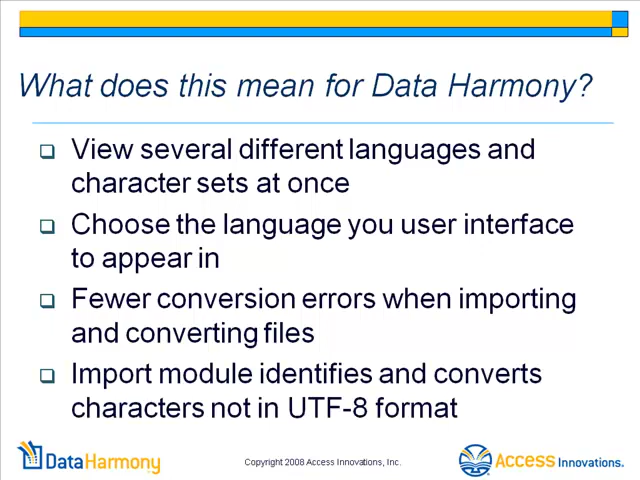 What does this mean for Data Harmony?
View several different languages and
character sets at once
Choose the language you user interface
to appear in
Fewer conversion errors when importing
and converting files
Import module identifies and converts
characters not in UTF-8 format
DataHarmony
Copyright 2008 Access Innovations, Inc.
Access Innovations.